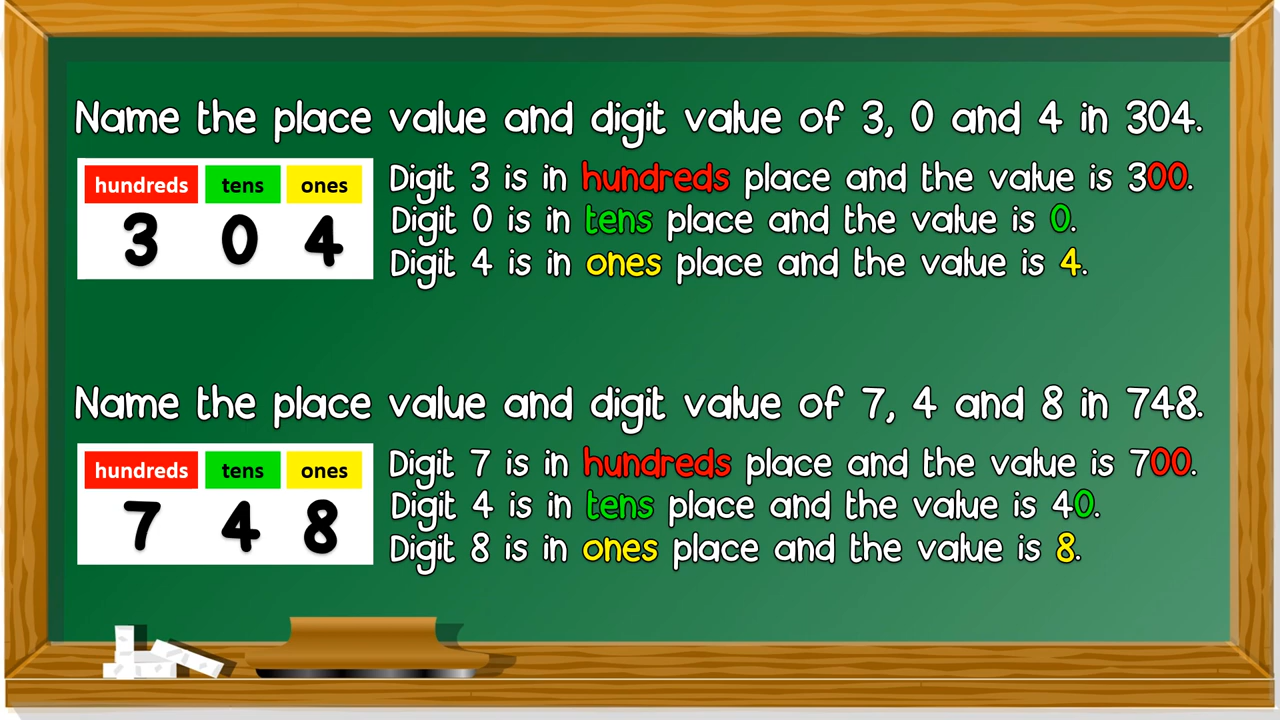 Name the place value and digit value of 3, 0 and 4 in 304.
hundreds tens ones
3 0 4
Digit 3 is in hundreds place and the value is 300.
Digit 0 is in tens place and the value is 0.
Digit 4 is in ones place and the value is 4.
Name the place value and digit value of 7, 4 and 8 in 748.
hundreds tens ones
7 4 8
Digit 7 is in hundreds place and the value is 700.
Digit 4 is in tens place and the value is 40.
Digit 8 is in ones place and the value is 8.